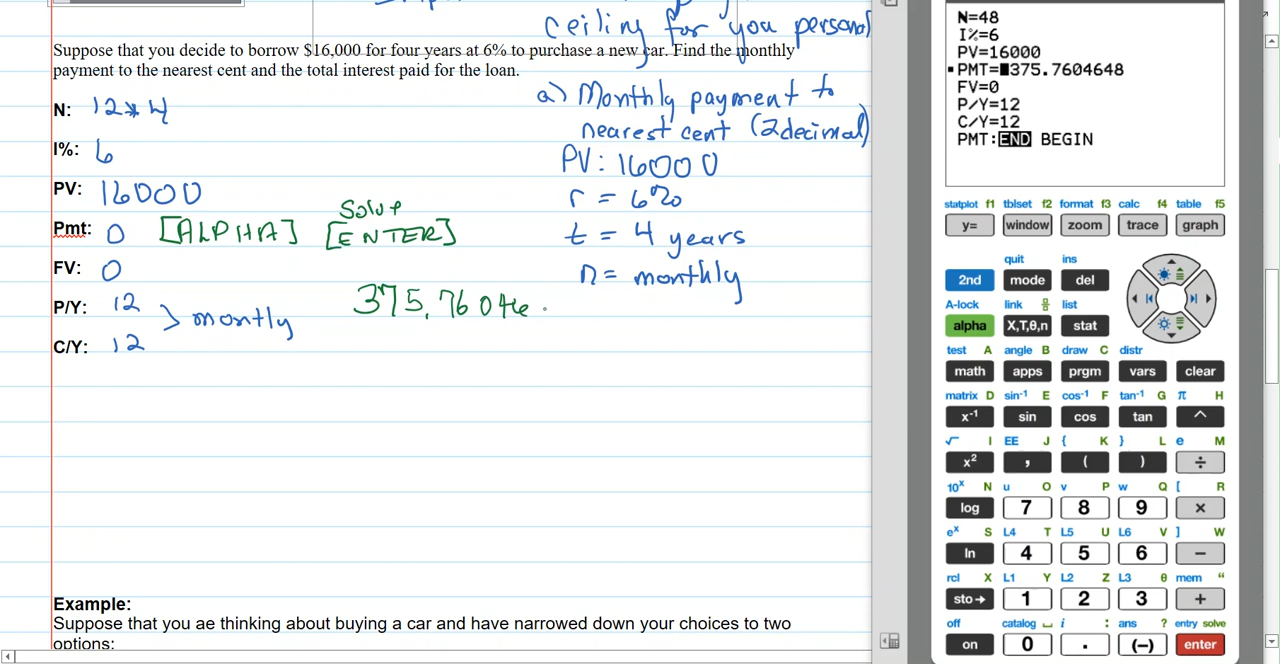 ceiling for you personal
Suppose that you decide to borrow $16,000 for four years at 6% to purchase a new car. Find the monthly
payment to the nearest cent and the total interest paid for the loan.
N: 12*4
I%: 6
PV: 16000
Pmt: 0 [ALPHA] [ENTER]
FV: 0
P/Y: 12
C/Y: 12
montly
375.76046
a) Monthly payment to
nearest cent (2decimal)
PV: 16000
r = 6%
t = 4 years
n = monthly
Example:
Suppose that you ae thinking about buying a car and have narrowed down your choices to two
options:
N=48
I%=6
PV=16000
PMT=375.7604648
FV=0
P/Y=12
C/Y=12
PMT:END BEGIN
statplot f1 tblset f2 format f3 calc f4 table f5
y= window zoom trace graph
quit ins
2nd mode del
A-lock link list
alpha X,T,θ,n stat
test A angle B draw C distr
math apps prgm vars clear
matrix D sin⁻¹ E cos⁻¹ F tan⁻¹ G π H
x⁻¹ sin cos tan ^
√ I EE J { K } L e M
x² , ( ) ÷
10ˣ N u O v P w Q [ R
log 7 8 9 ×
eˣ S L4 T L5 U L6 V ] W
ln 4 5 6 −
rcl X L1 Y L2 Z L3 θ mem "
sto→ 1 2 3 +
off catalog i : ans ? entry solve
on 0 . (−) enter